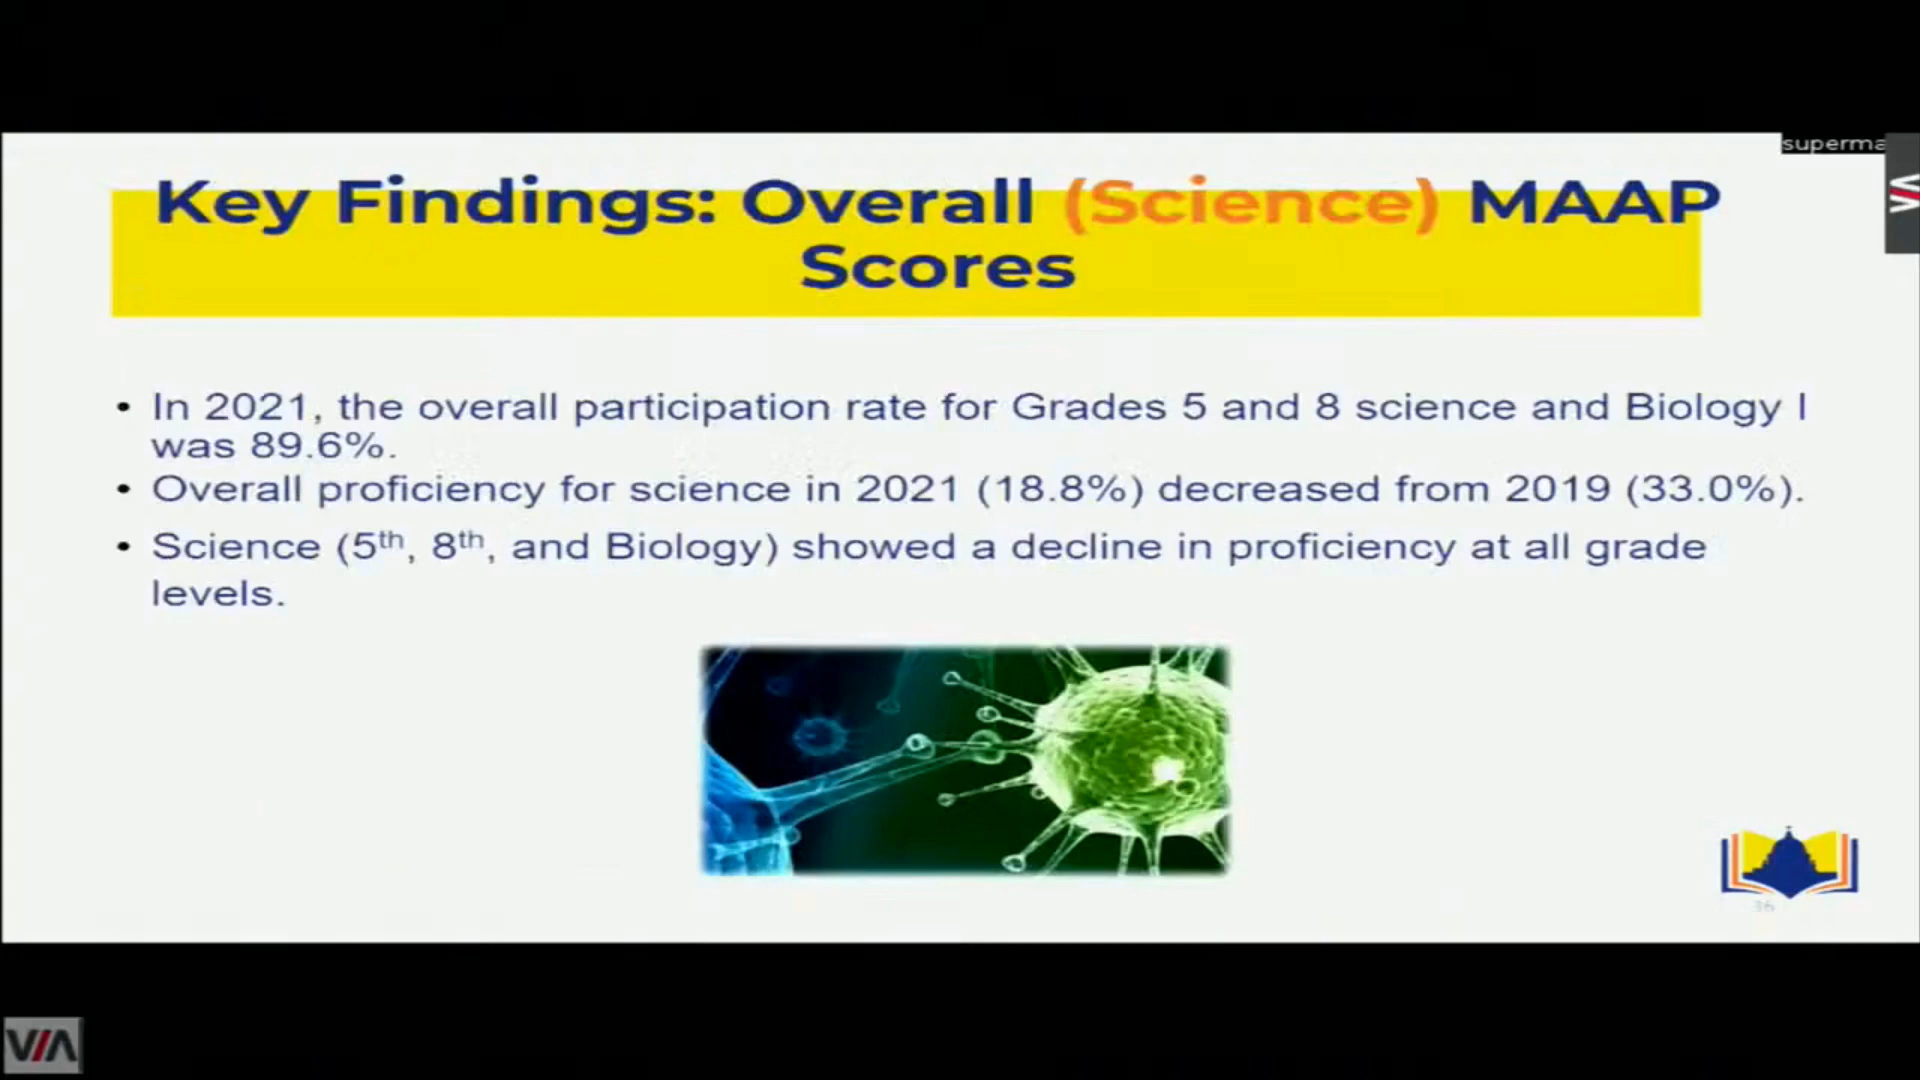 superma
Key Findings: Overall (Science) MAAP
Scores
• In 2021, the overall participation rate for Grades 5 and 8 science and Biology I
was 89.6%.
• Overall proficiency for science in 2021 (18.8%) decreased from 2019 (33.0%).
• Science (5th, 8th, and Biology) showed a decline in proficiency at all grade
levels.
36
VIA